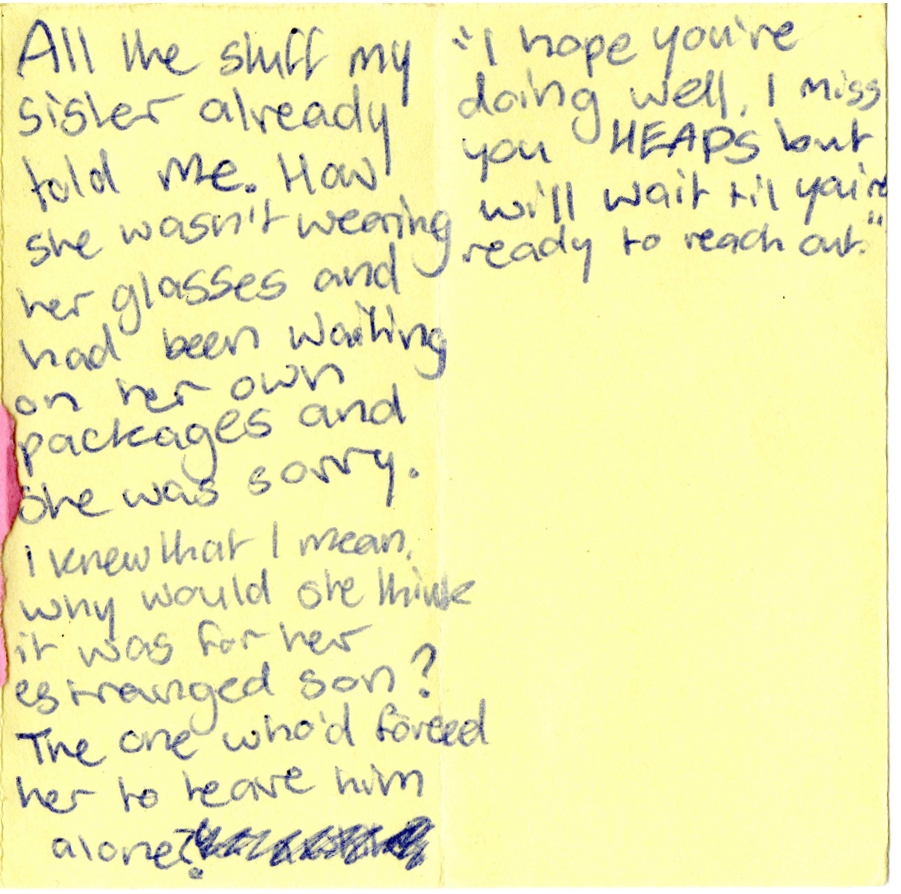 All the stuff my
sister already
told me. How
she wasn't wearing
her glasses and
had been waiting
on her own
packages and
she was sorry.
i knew that I mean,
why would she think
it was for her
estranged son?
The one who'd forced
her to leave him
alone?
"I hope you're
doing well, I miss
you HEAPS but
will wait til you're
ready to reach out."